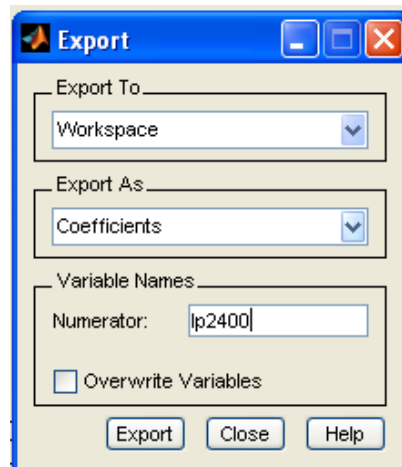 Export
Export To
Workspace
Export As
Coefficients
Variable Names
Numerator: lp2400
Overwrite Variables
Export Close Help